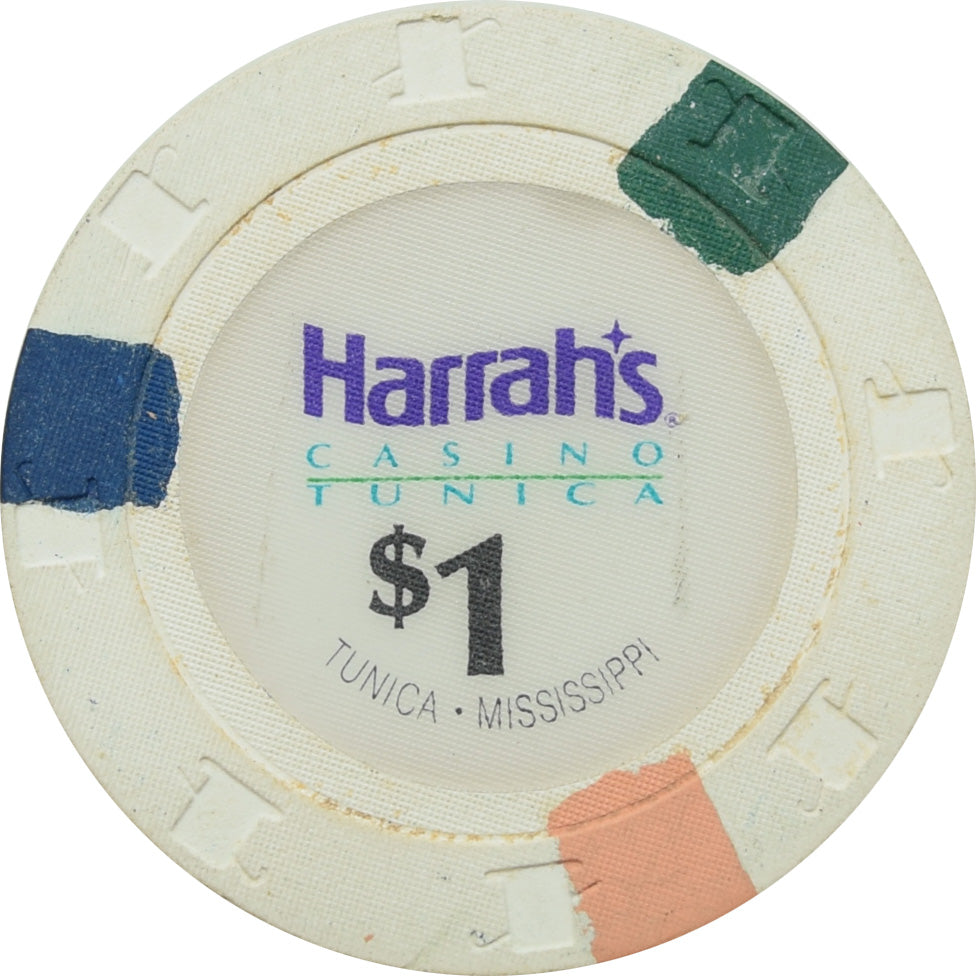 Harrah's®
CASINO
TUNICA
$1
TUNICA • MISSISSIPPI